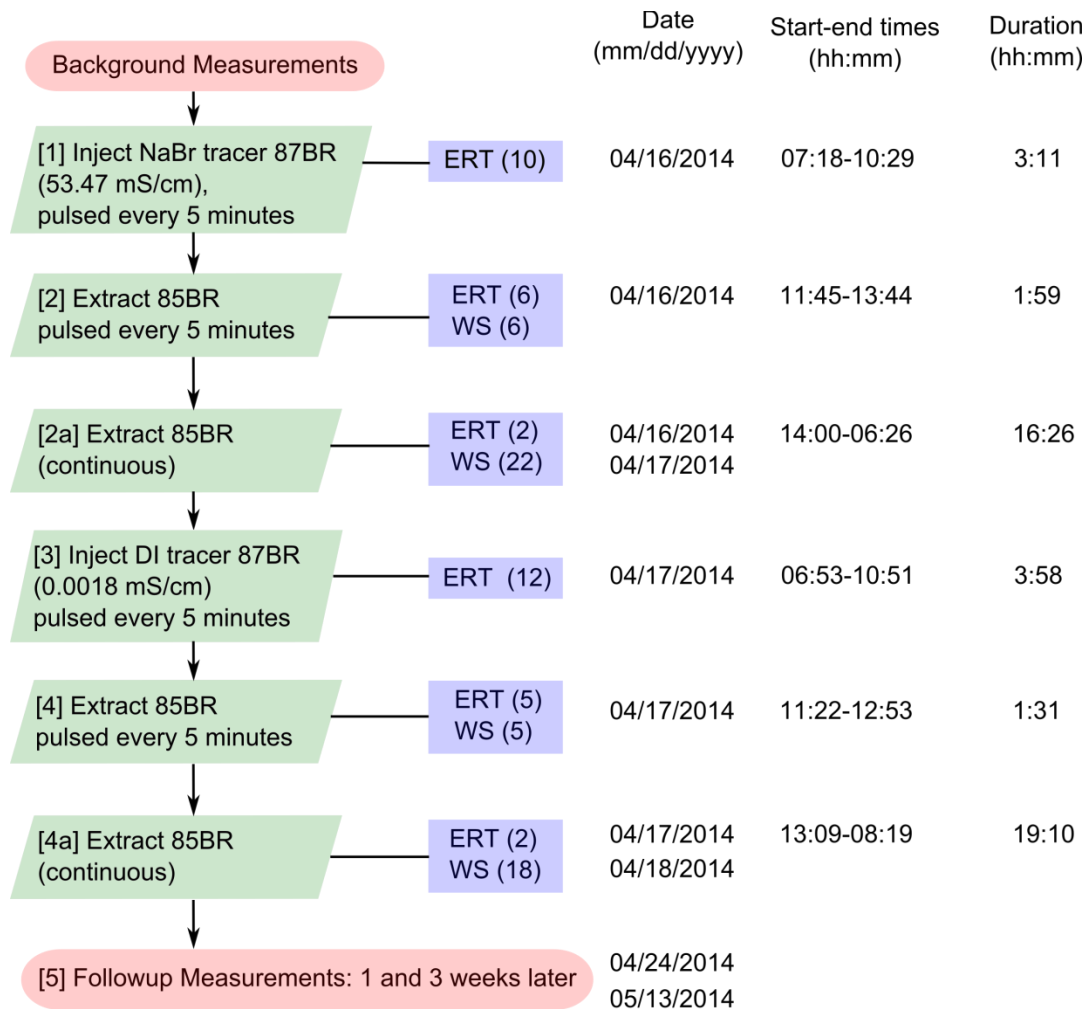 Date
(mm/dd/yyyy)
Start-end times
(hh:mm)
Duration
(hh:mm)
Background Measurements
[1] Inject NaBr tracer 87BR
(53.47 mS/cm),
pulsed every 5 minutes
ERT (10)
04/16/2014
07:18-10:29
3:11
[2] Extract 85BR
pulsed every 5 minutes
ERT (6)
WS (6)
04/16/2014
11:45-13:44
1:59
[2a] Extract 85BR
(continuous)
ERT (2)
WS (22)
04/16/2014
04/17/2014
14:00-06:26
16:26
[3] Inject DI tracer 87BR
(0.0018 mS/cm)
pulsed every 5 minutes
ERT (12)
04/17/2014
06:53-10:51
3:58
[4] Extract 85BR
pulsed every 5 minutes
ERT (5)
WS (5)
04/17/2014
11:22-12:53
1:31
[4a] Extract 85BR
(continuous)
ERT (2)
WS (18)
04/17/2014
04/18/2014
13:09-08:19
19:10
[5] Followup Measurements: 1 and 3 weeks later
04/24/2014
05/13/2014